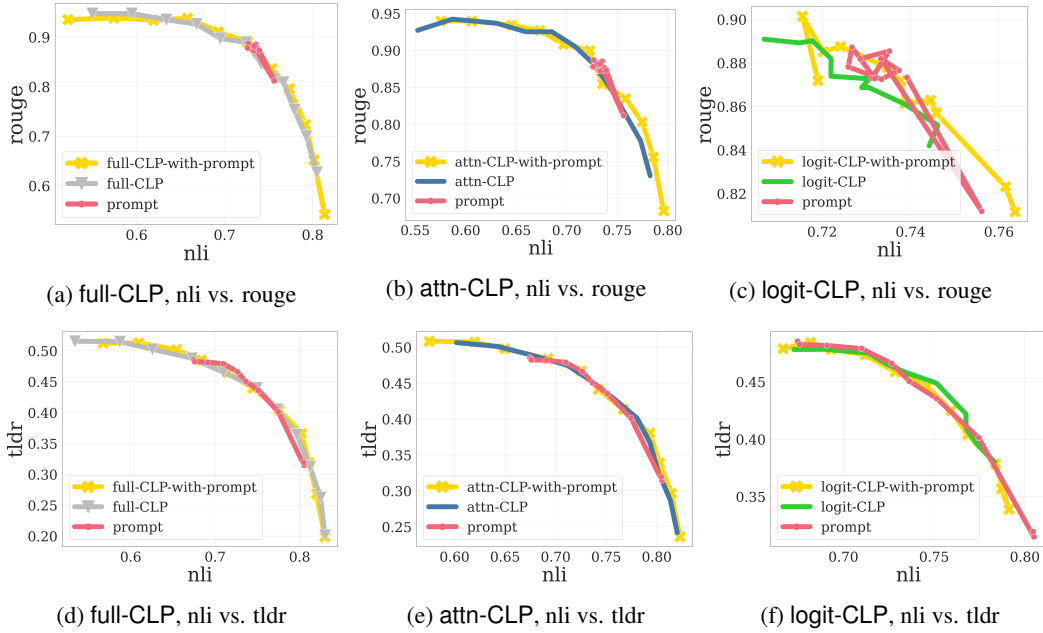 0.9
0.8
0.7
0.6
rouge
full-CLP-with-prompt
full-CLP
prompt
0.6
0.7
0.8
nli
(a) full-CLP, nli vs. rouge
0.95
0.90
0.85
0.80
0.75
0.70
rouge
attn-CLP-with-prompt
attn-CLP
prompt
0.55
0.60
0.65
0.70
0.75
0.80
nli
(b) attn-CLP, nli vs. rouge
0.90
0.88
0.86
0.84
0.82
rouge
logit-CLP-with-prompt
logit-CLP
prompt
0.72
0.74
0.76
nli
(c) logit-CLP, nli vs. rouge
0.50
0.45
0.40
0.35
0.30
0.25
0.20
tldr
full-CLP-with-prompt
full-CLP
prompt
0.6
0.7
0.8
nli
(d) full-CLP, nli vs. tldr
0.50
0.45
0.40
0.35
0.30
0.25
tldr
attn-CLP-with-prompt
attn-CLP
prompt
0.60
0.65
0.70
0.75
0.80
nli
(e) attn-CLP, nli vs. tldr
0.45
0.40
0.35
tldr
logit-CLP-with-prompt
logit-CLP
prompt
0.70
0.75
0.80
nli
(f) logit-CLP, nli vs. tldr